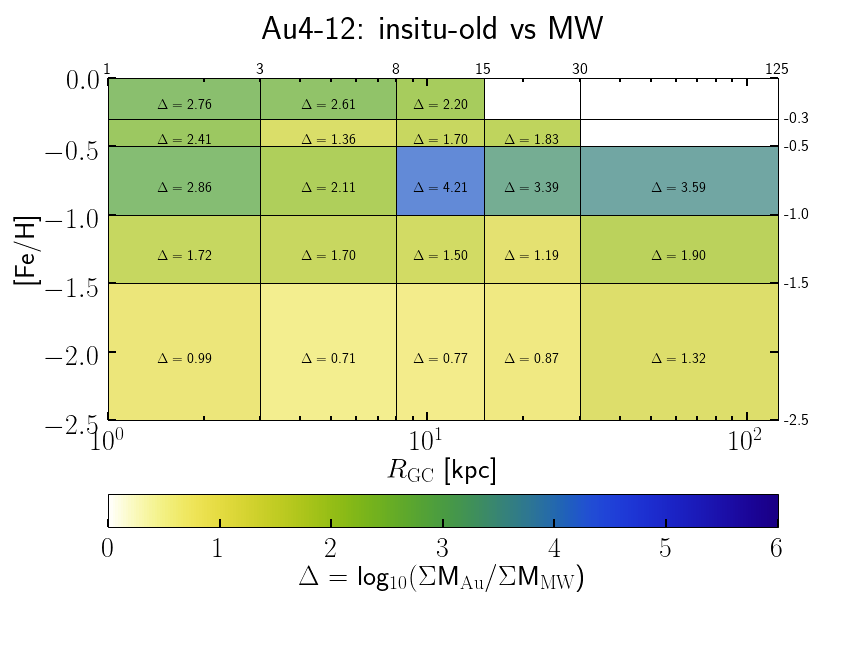 Au4-12: insitu-old vs MW
1 3 8 15 30 125
0.0
Δ = 2.76 Δ = 2.61 Δ = 2.20
-0.3
Δ = 2.41 Δ = 1.36 Δ = 1.70 Δ = 1.83
−0.5 -0.5
Δ = 2.86 Δ = 2.11 Δ = 4.21 Δ = 3.39 Δ = 3.59
−1.0 -1.0
[Fe/H]
Δ = 1.72 Δ = 1.70 Δ = 1.50 Δ = 1.19 Δ = 1.90
−1.5 -1.5
−2.0
Δ = 0.99 Δ = 0.71 Δ = 0.77 Δ = 0.87 Δ = 1.32
−2.5 -2.5
10⁰ 10¹ 10²
R_GC [kpc]
0 1 2 3 4 5 6
Δ = log₁₀(ΣM_Au/ΣM_MW)